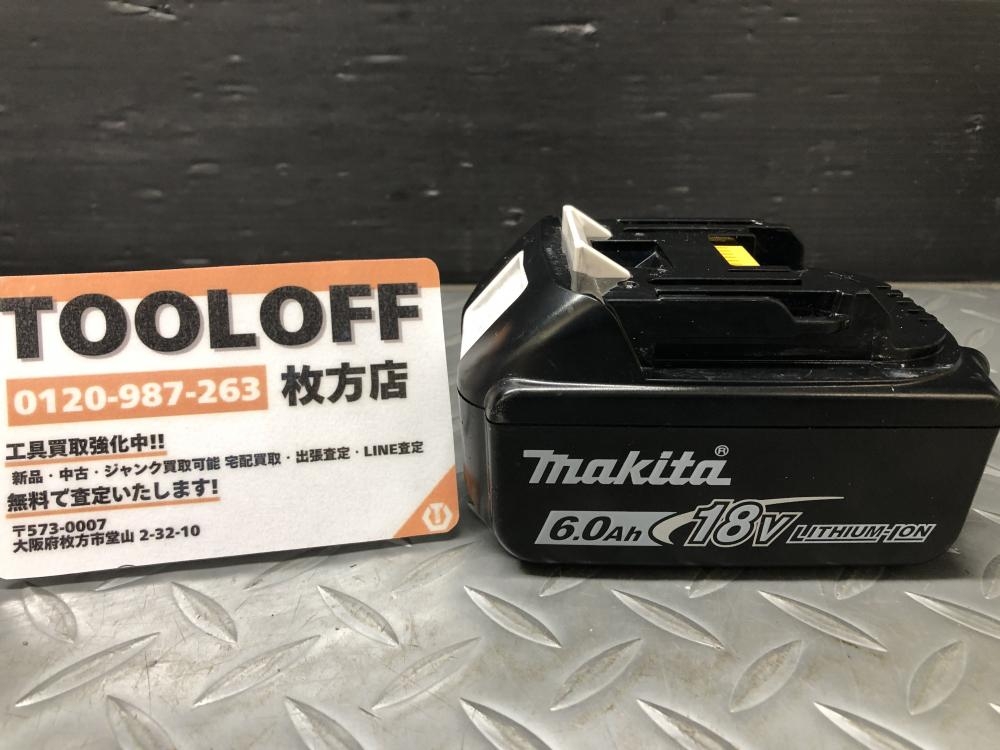 TOOLOFF
0120-987-263 枚方店
工具買取強化中!!
新品・中古・ジャンク買取可能 宅配買取・出張査定・LINE査定
無料で査定いたします!
〒573-0007
大阪府枚方市堂山 2-32-10
makita®
6.0Ah 18V LITHIUM-ION